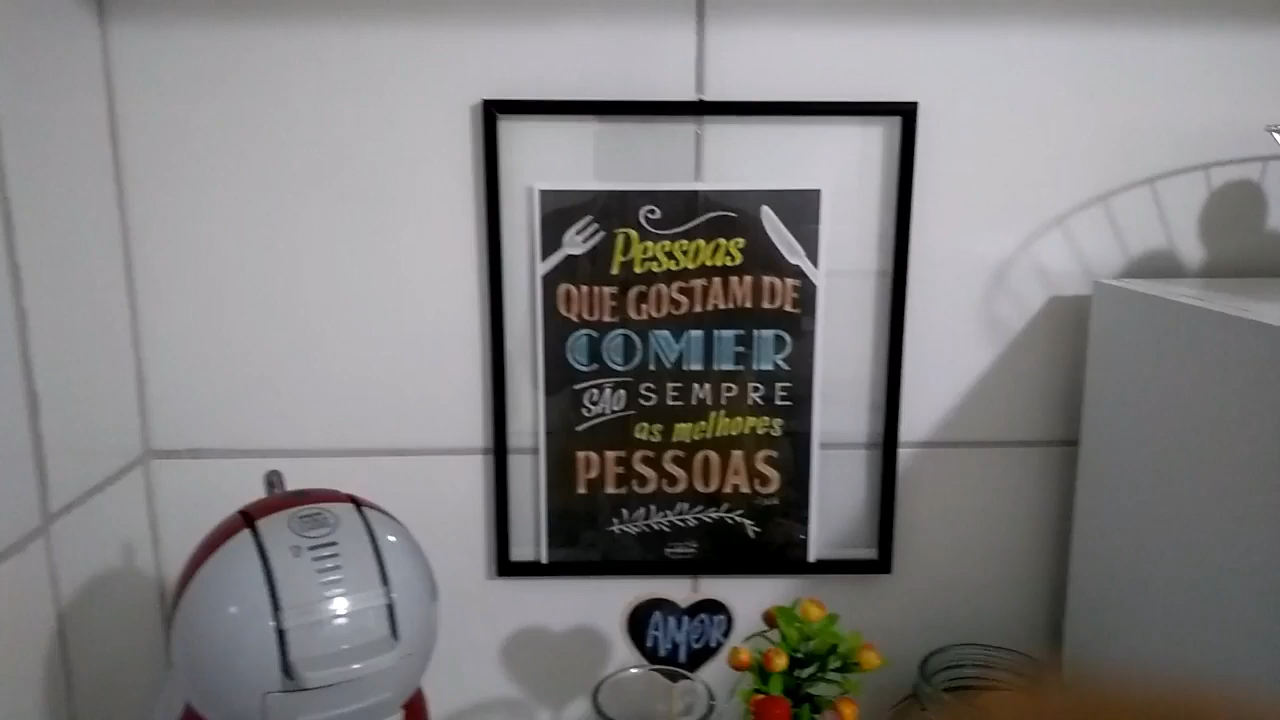 Pessoas
QUE GOSTAM DE
COMER
SÃO SEMPRE
as melhores
PESSOAS
AMOR